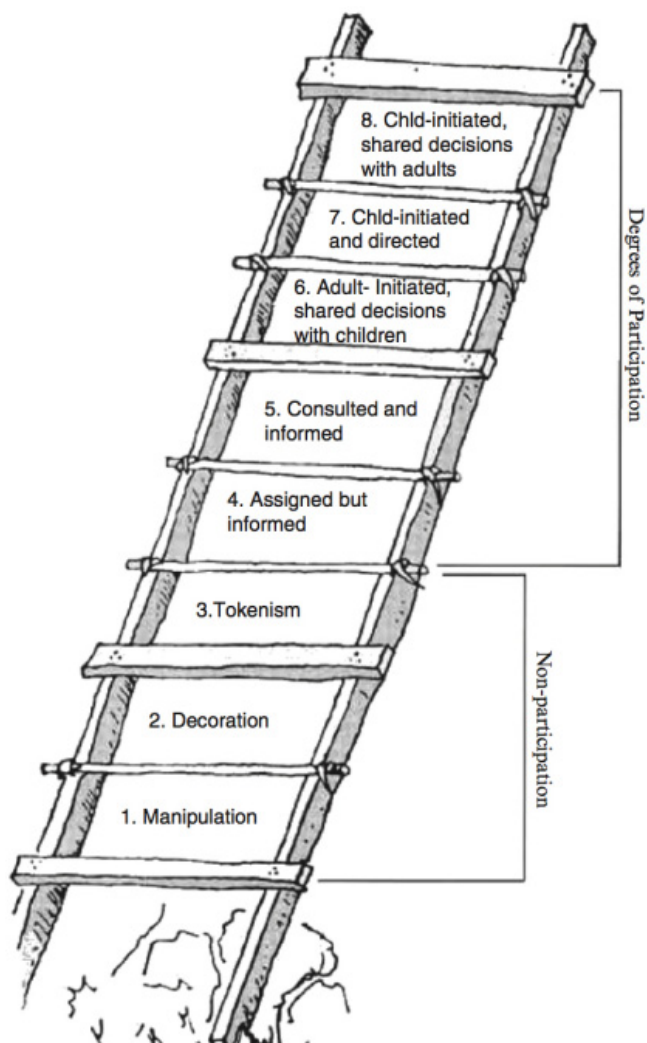 8. Chld-initiated,
shared decisions
with adults
7. Chld-initiated
and directed
6. Adult- Initiated,
shared decisions
with children
5. Consulted and
informed
4. Assigned but
informed
3.Tokenism
2. Decoration
1. Manipulation
Degrees of Participation
Non-participation